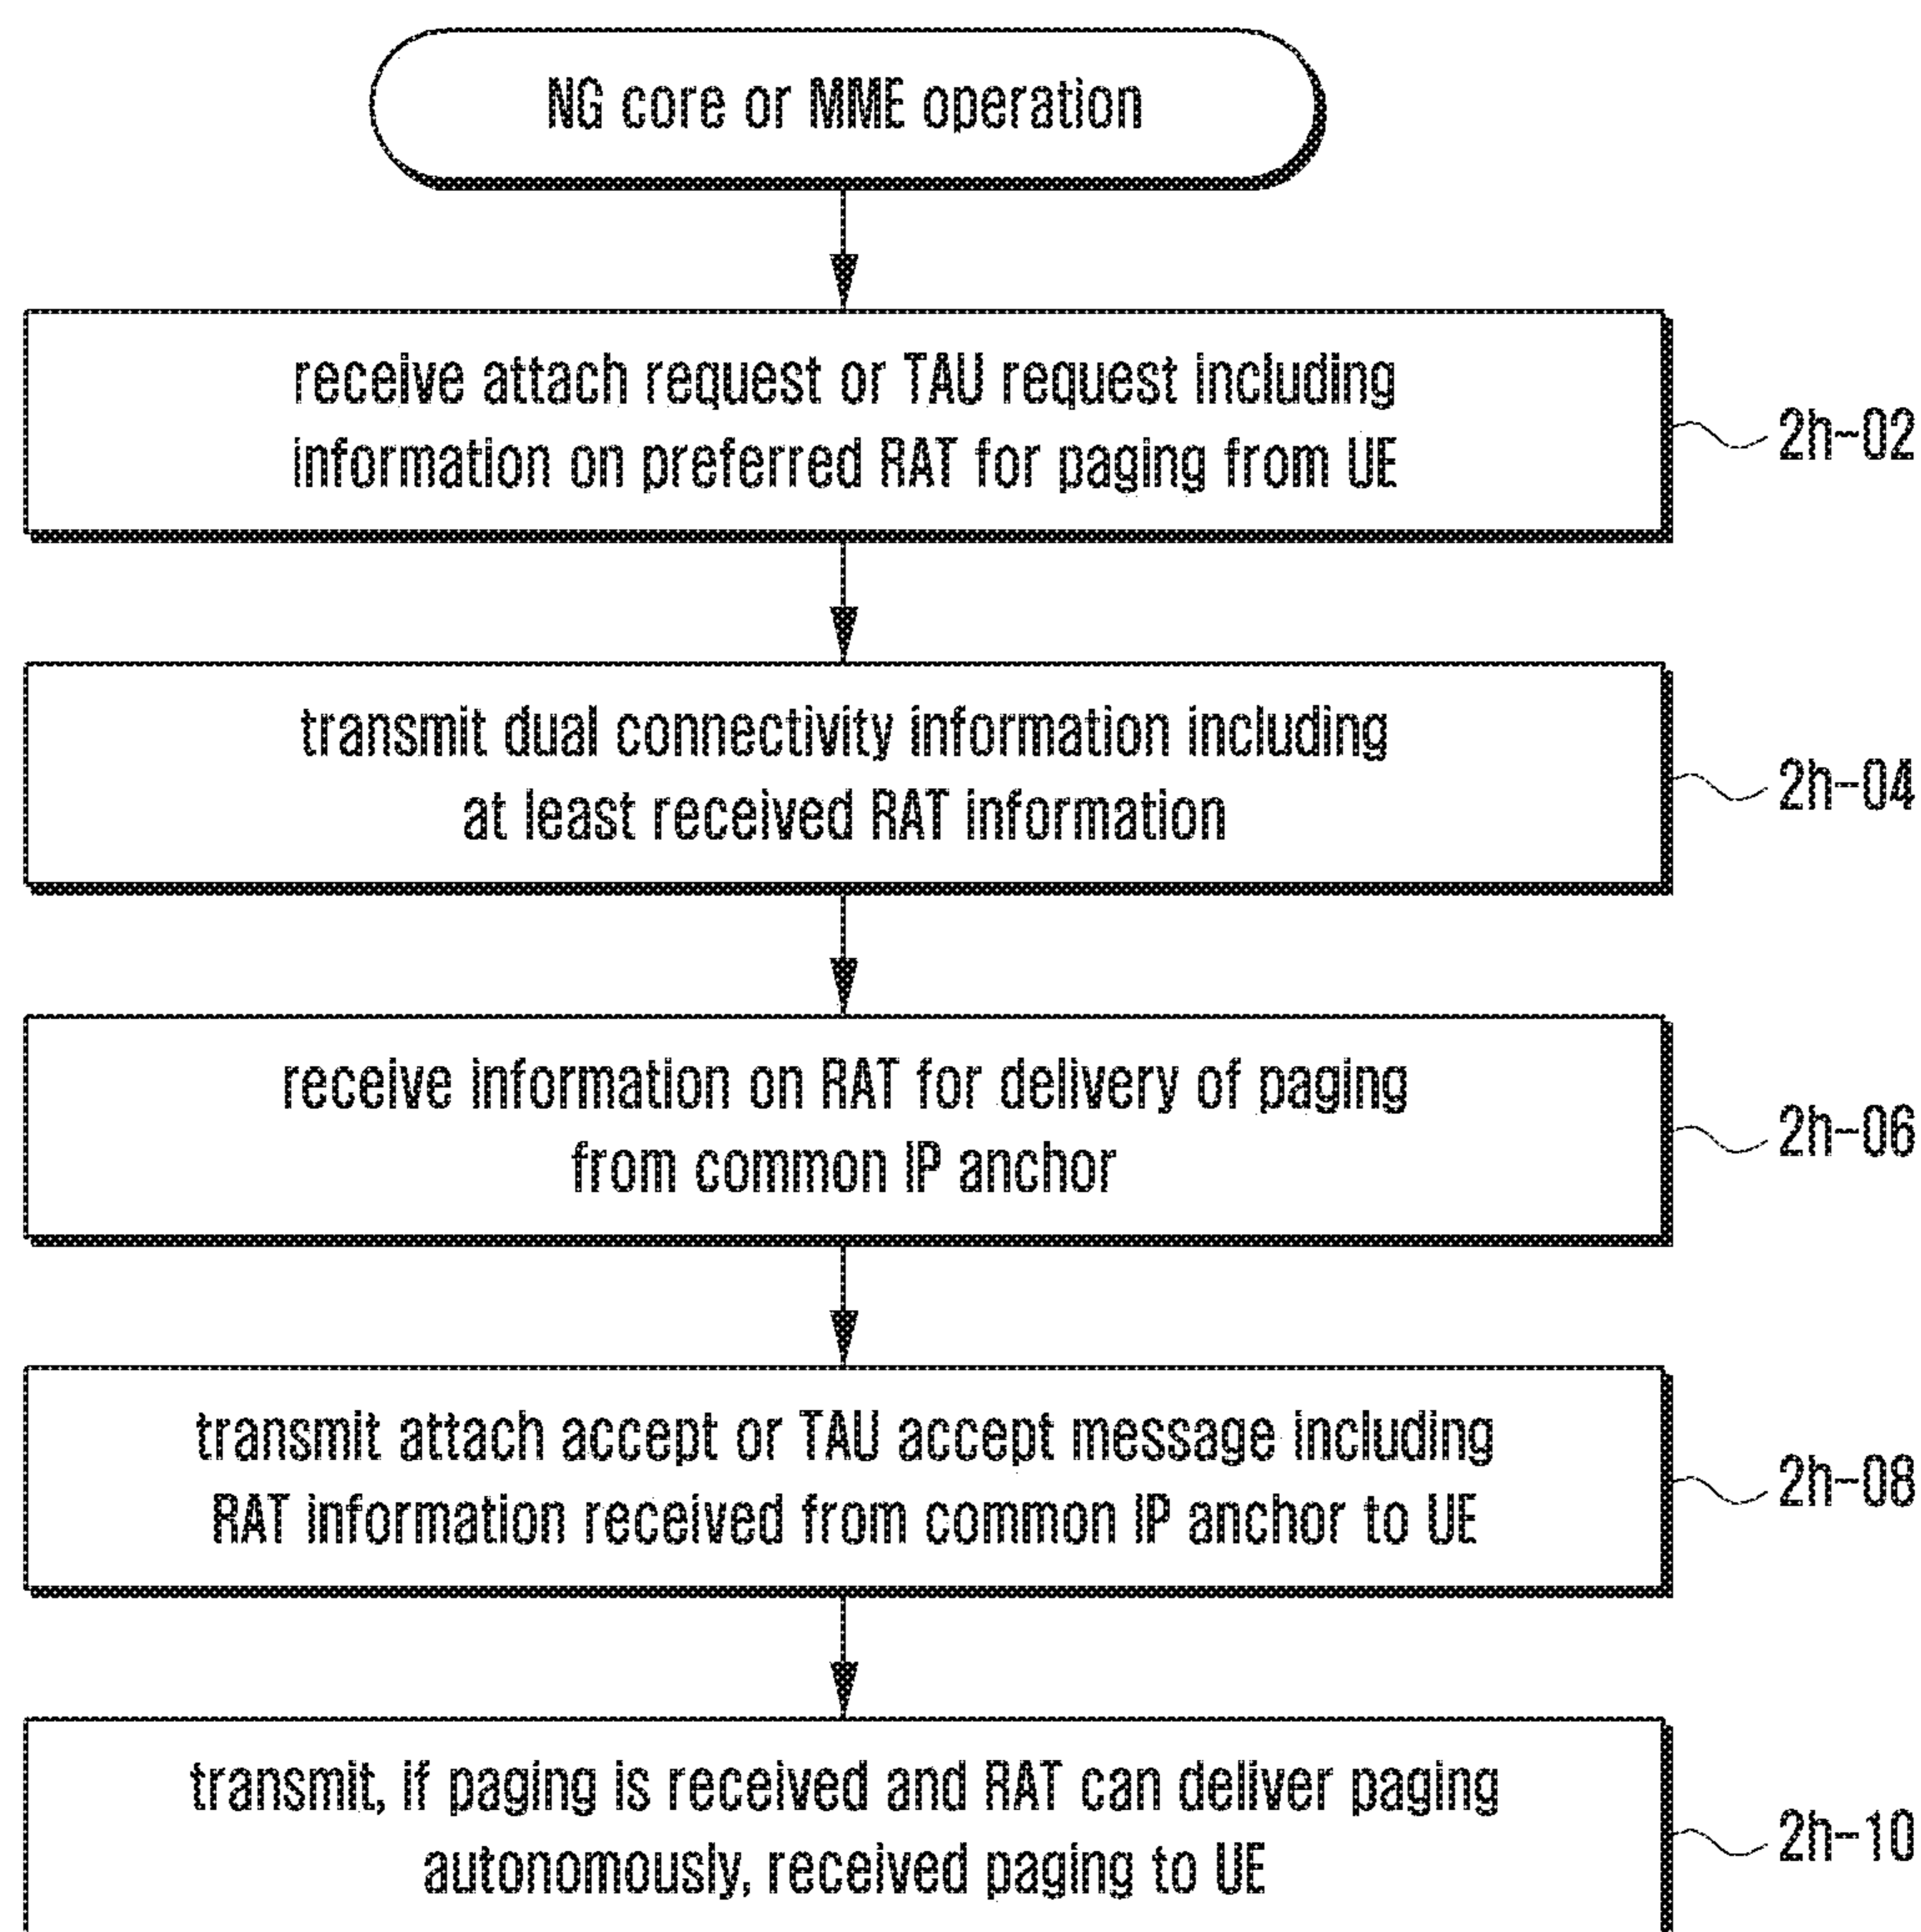 NG core or MME operation
receive attach request or TAU request including
information on preferred RAT for paging from UE
2h-02
transmit dual connectivity information including
at least received RAT information
2h-04
receive information on RAT for delivery of paging
from common IP anchor
2h-06
transmit attach accept or TAU accept message including
RAT information received from common IP anchor to UE
2h-08
transmit, if paging is received and RAT can deliver paging
autonomously, received paging to UE
2h-10